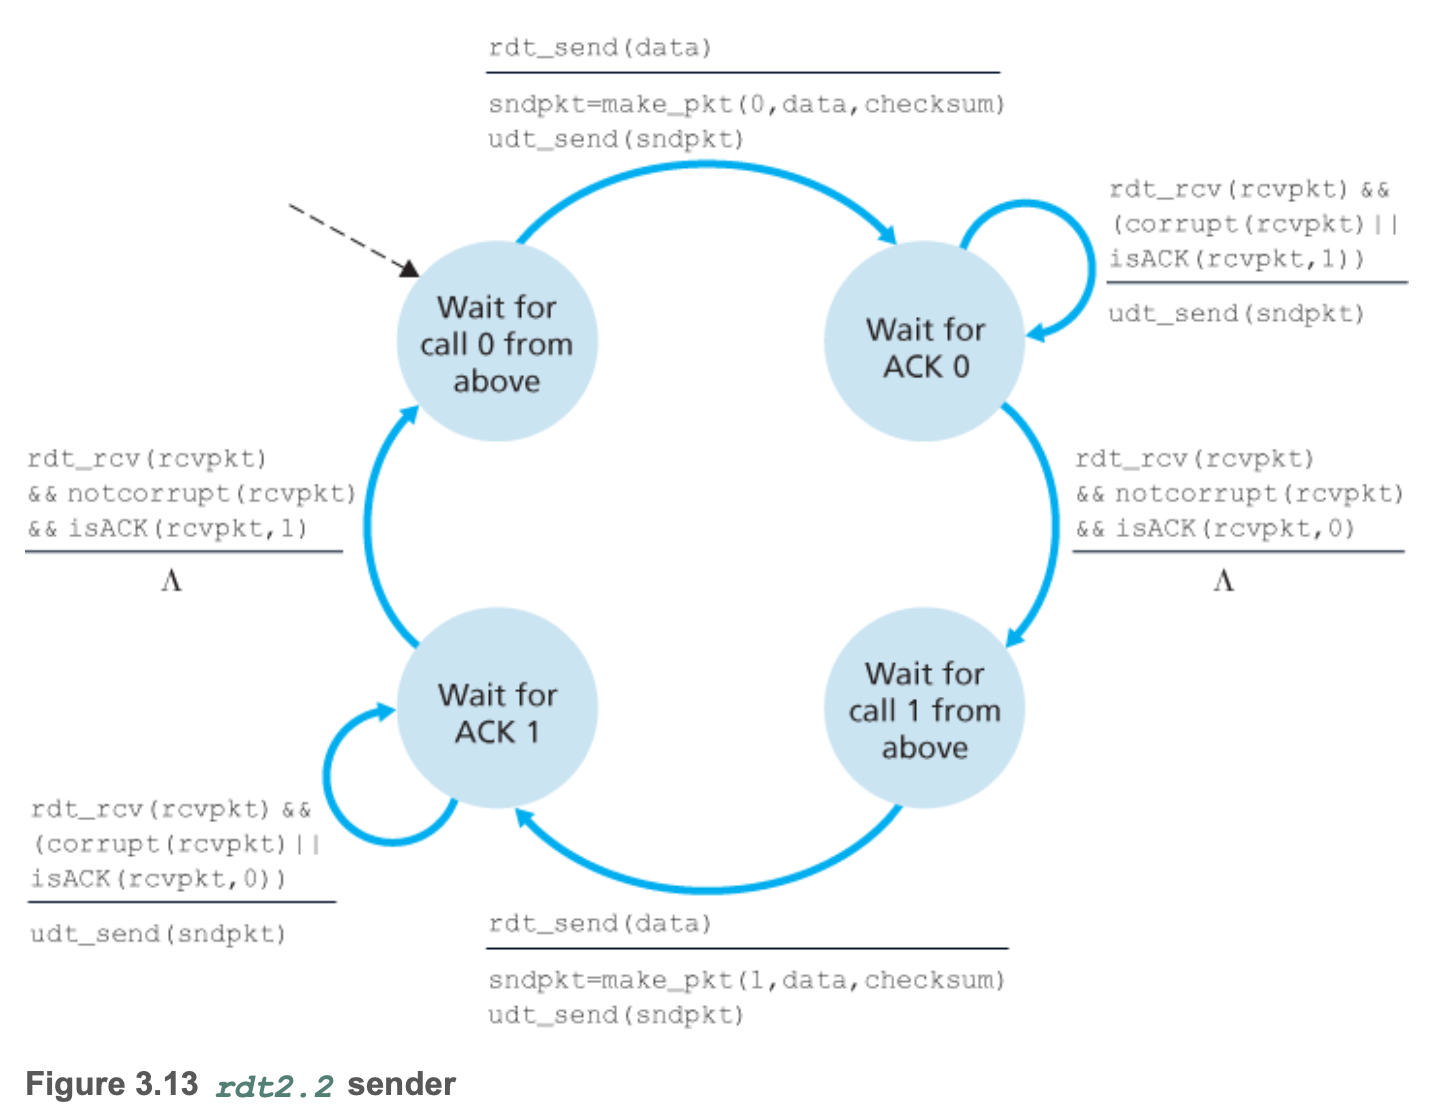 rdt_send(data)
sndpkt=make_pkt(0,data,checksum)
udt_send(sndpkt)
rdt_rcv(rcvpkt) &&
(corrupt(rcvpkt)||
isACK(rcvpkt,1))
udt_send(sndpkt)
Wait for
call 0 from
above
Wait for
ACK 0
rdt_rcv(rcvpkt)
&& notcorrupt(rcvpkt)
&& isACK(rcvpkt,1)
Λ
rdt_rcv(rcvpkt)
&& notcorrupt(rcvpkt)
&& isACK(rcvpkt,0)
Λ
Wait for
ACK 1
Wait for
call 1 from
above
rdt_rcv(rcvpkt) &&
(corrupt(rcvpkt)||
isACK(rcvpkt,0))
udt_send(sndpkt)
rdt_send(data)
sndpkt=make_pkt(1,data,checksum)
udt_send(sndpkt)
Figure 3.13 rdt2.2 sender